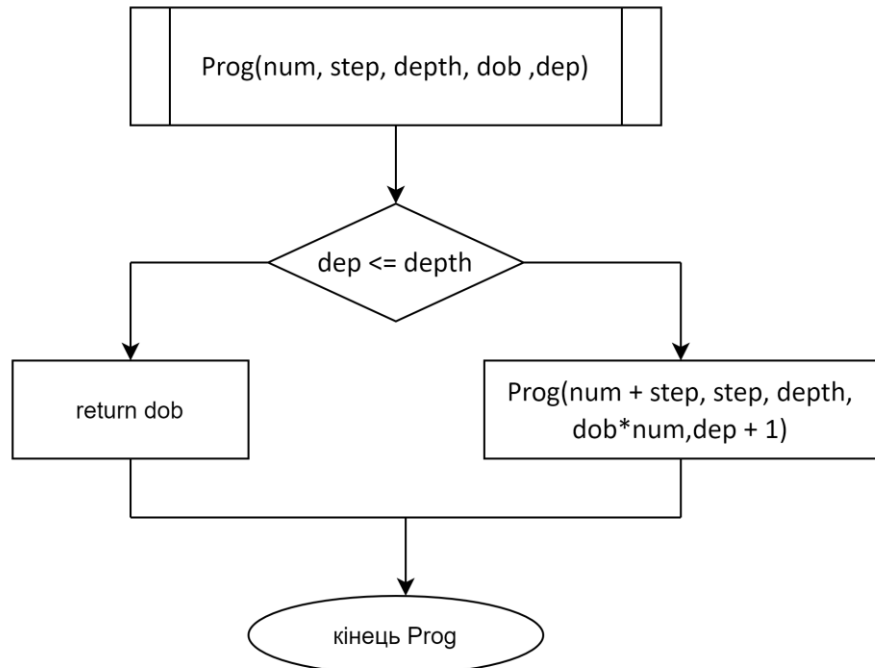 Prog(num, step, depth, dob ,dep)
dep <= depth
return dob
Prog(num + step, step, depth,
dob*num,dep + 1)
кінець Prog